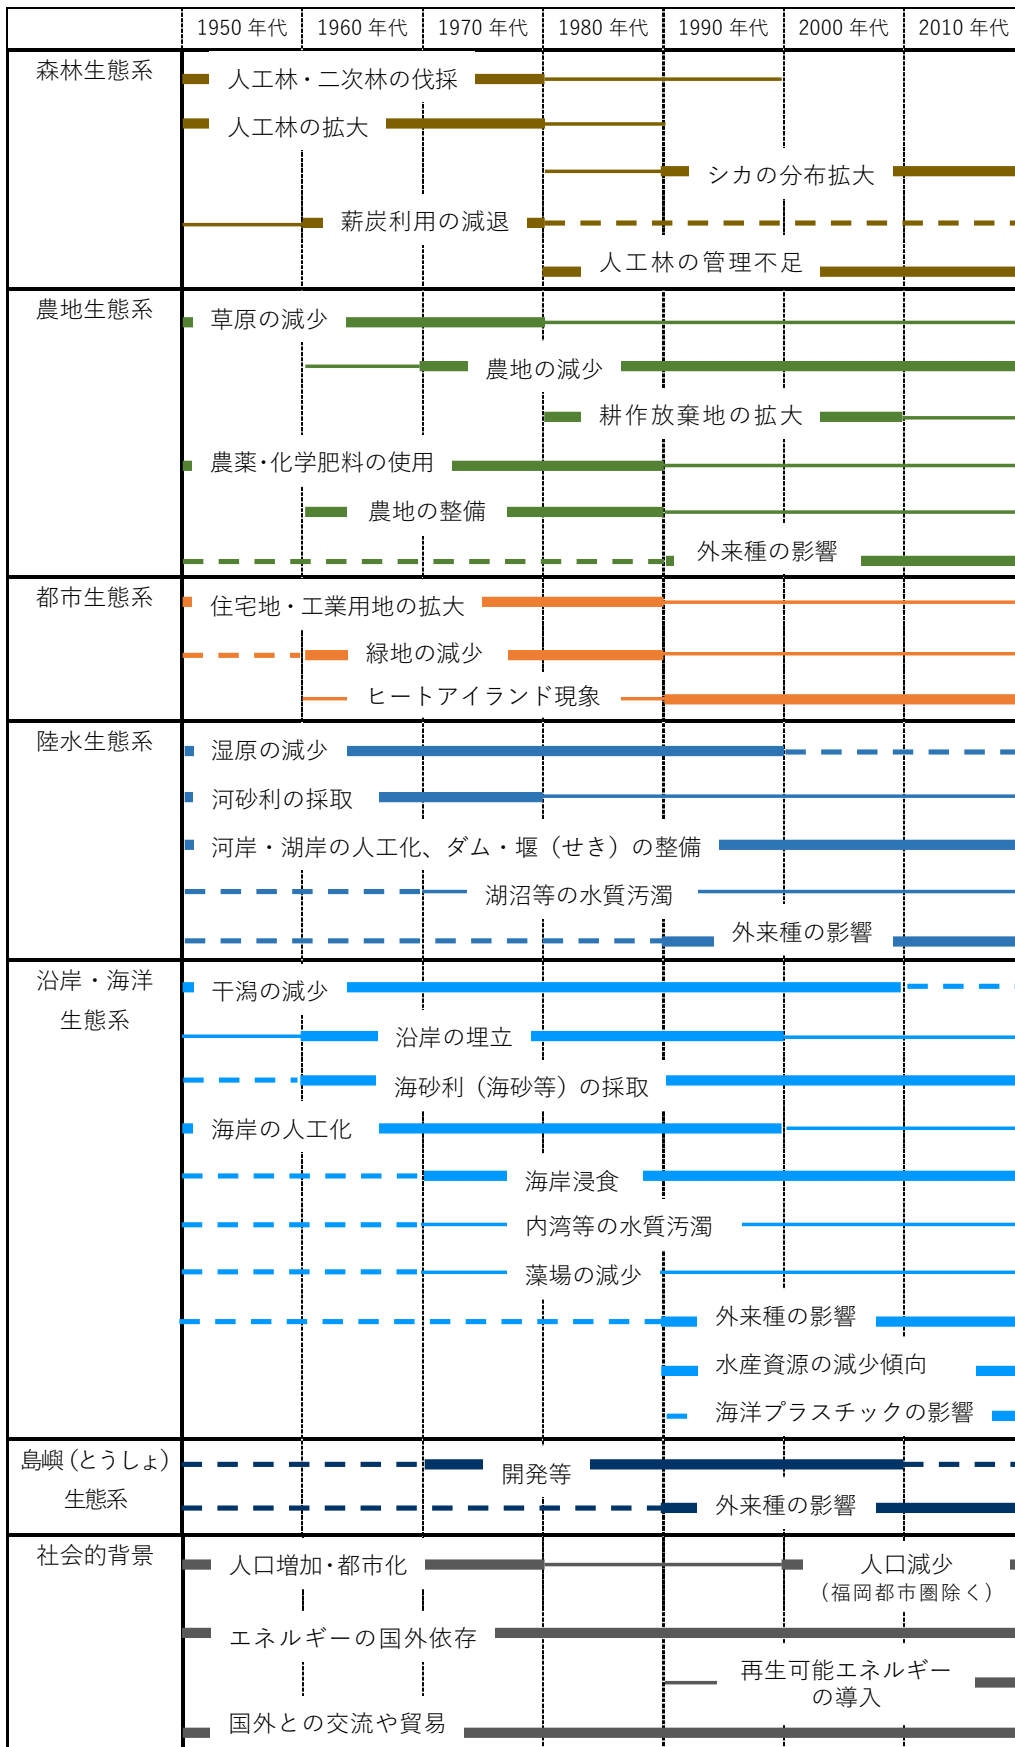 1950 年代 1960 年代 1970 年代 1980 年代 1990 年代 2000 年代 2010 年代
森林生態系
人工林・二次林の伐採
人工林の拡大
シカの分布拡大
薪炭利用の減退
人工林の管理不足
農地生態系
草原の減少
農地の減少
耕作放棄地の拡大
農薬・化学肥料の使用
農地の整備
外来種の影響
都市生態系
住宅地・工業用地の拡大
緑地の減少
ヒートアイランド現象
陸水生態系
湿原の減少
河砂利の採取
河岸・湖岸の人工化、ダム・堰（せき）の整備
湖沼等の水質汚濁
外来種の影響
沿岸・海洋
生態系
干潟の減少
沿岸の埋立
海砂利（海砂等）の採取
海岸の人工化
海岸浸食
内湾等の水質汚濁
藻場の減少
外来種の影響
水産資源の減少傾向
海洋プラスチックの影響
島嶼（とうしょ）
生態系
開発等
外来種の影響
社会的背景
人口増加・都市化
人口減少
（福岡都市圏除く）
エネルギーの国外依存
再生可能エネルギー
の導入
国外との交流や貿易